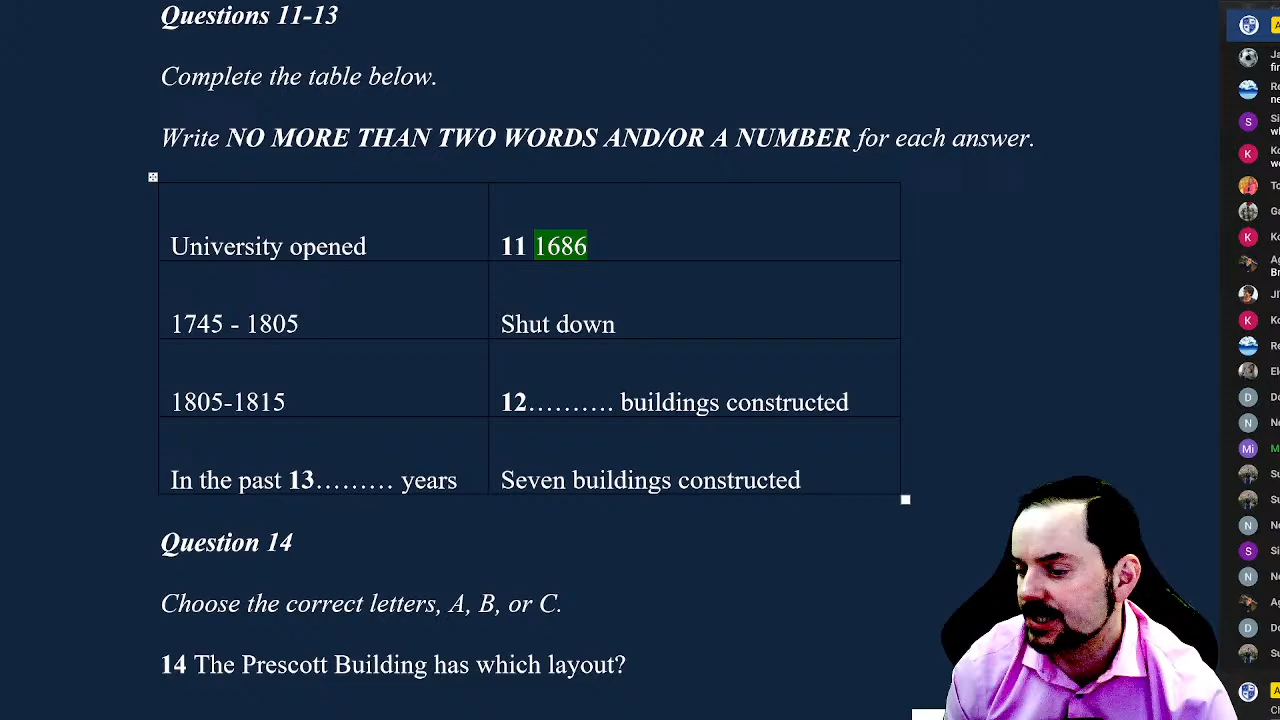 Questions 11-13
Complete the table below.
Write NO MORE THAN TWO WORDS AND/OR A NUMBER for each answer.
University opened 11 1686
1745 - 1805 Shut down
1805-1815 12………. buildings constructed
In the past 13……… years Seven buildings constructed
Question 14
Choose the correct letters, A, B, or C.
14 The Prescott Building has which layout?